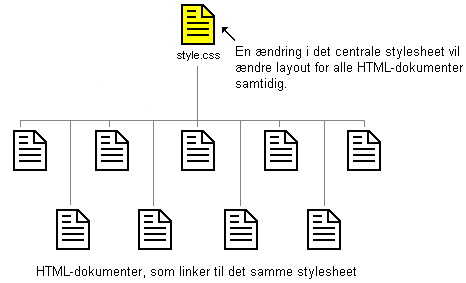 style.css
En ændring i det centrale stylesheet vil
ændre layout for alle HTML-dokumenter
samtidig.
HTML-dokumenter, som linker til det samme stylesheet